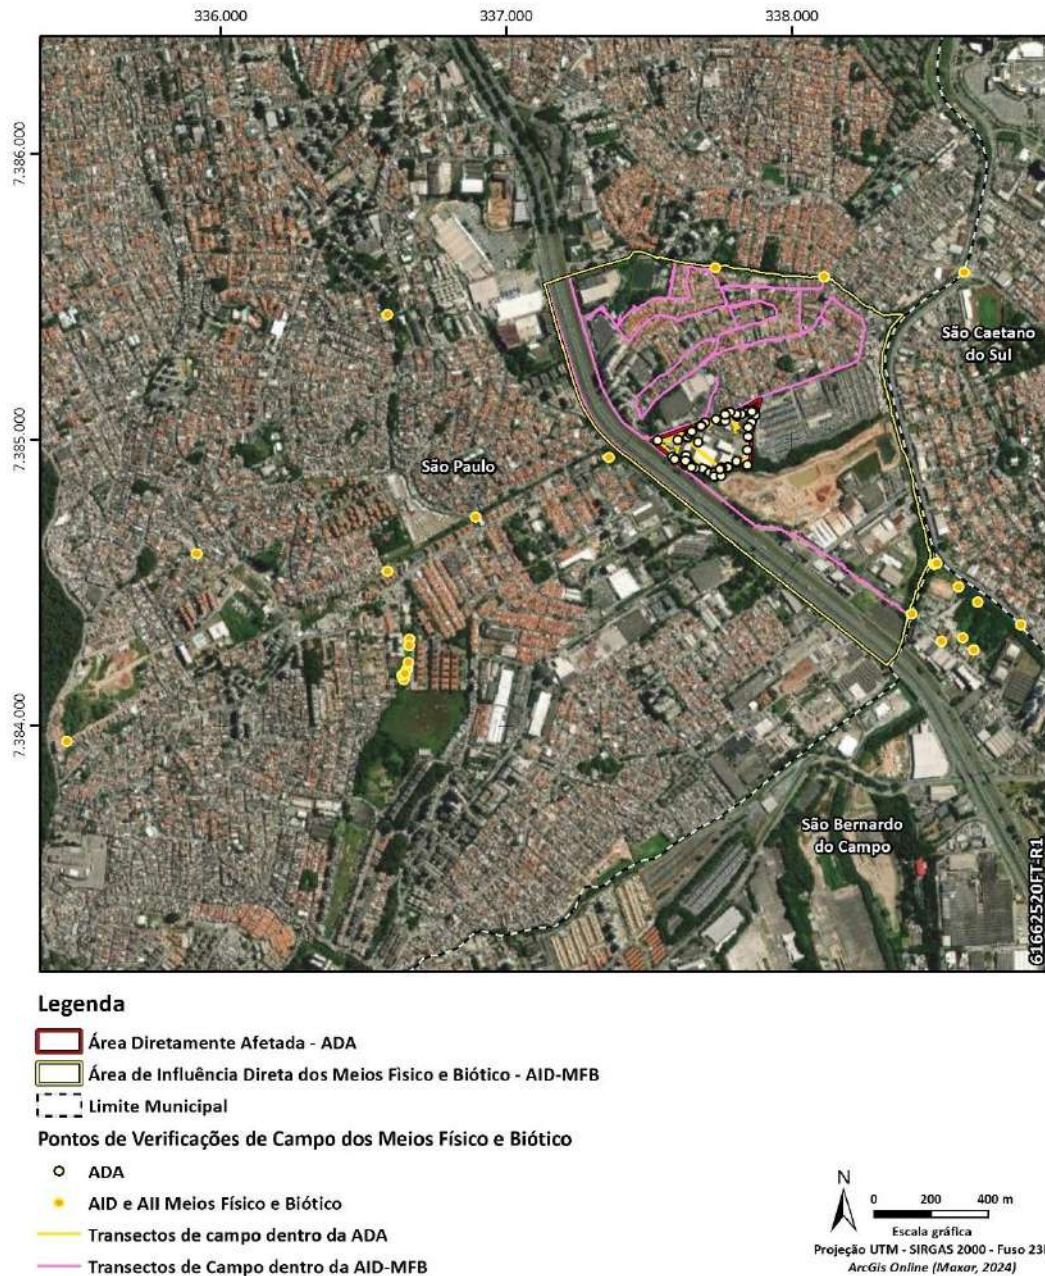 336.000
337.000
338.000
7.386.000
7.385.000
7.384.000
São Caetano
do Sul
São Paulo
São Bernardo
do Campo
61662520FT-R1
Legenda
Área Diretamente Afetada - ADA
Área de Influência Direta dos Meios Físico e Biótico - AID-MFB
Limite Municipal
Pontos de Verificações de Campo dos Meios Físico e Biótico
ADA
AID e AII Meios Físico e Biótico
Transectos de campo dentro da ADA
Transectos de Campo dentro da AID-MFB
N
0 200 400 m
Escala gráfica
Projeção UTM - SIRGAS 2000 - Fuso
ArcGis Online (Maxar, 2024)